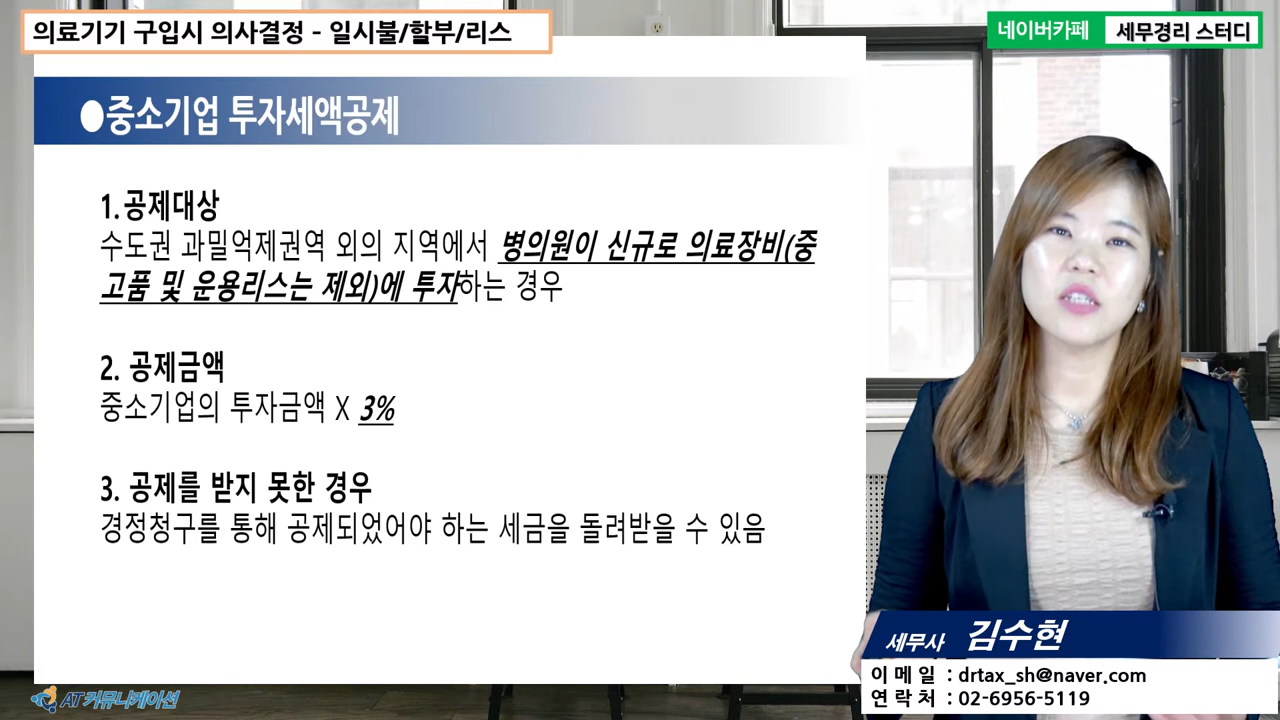 의료기기 구입시 의사결정 - 일시불/할부/리스
네이버카페 세무경리 스터디
●중소기업 투자세액공제
1. 공제대상
수도권 과밀억제권역 외의 지역에서 병의원이 신규로 의료장비(중
고품 및 운용리스는 제외)에 투자하는 경우
2. 공제금액
중소기업의 투자금액 X 3%
3. 공제를 받지 못한 경우
경정청구를 통해 공제되었어야 하는 세금을 돌려받을 수 있음
세무사 김수현
이 메 일 : drtax_sh@naver.com
연 락 처 : 02-6956-5119
AT커뮤니케이션